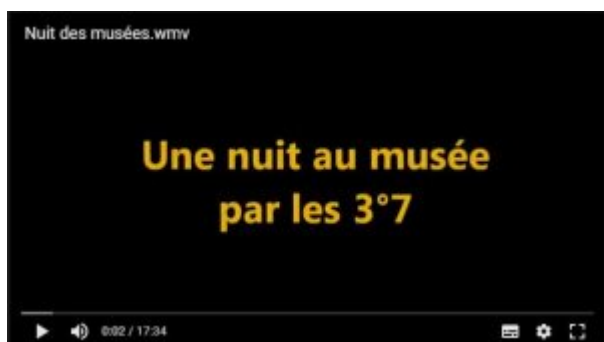 Nuit des musées.wmv
Une nuit au musée
par les 3°7
0:02 / 17:34